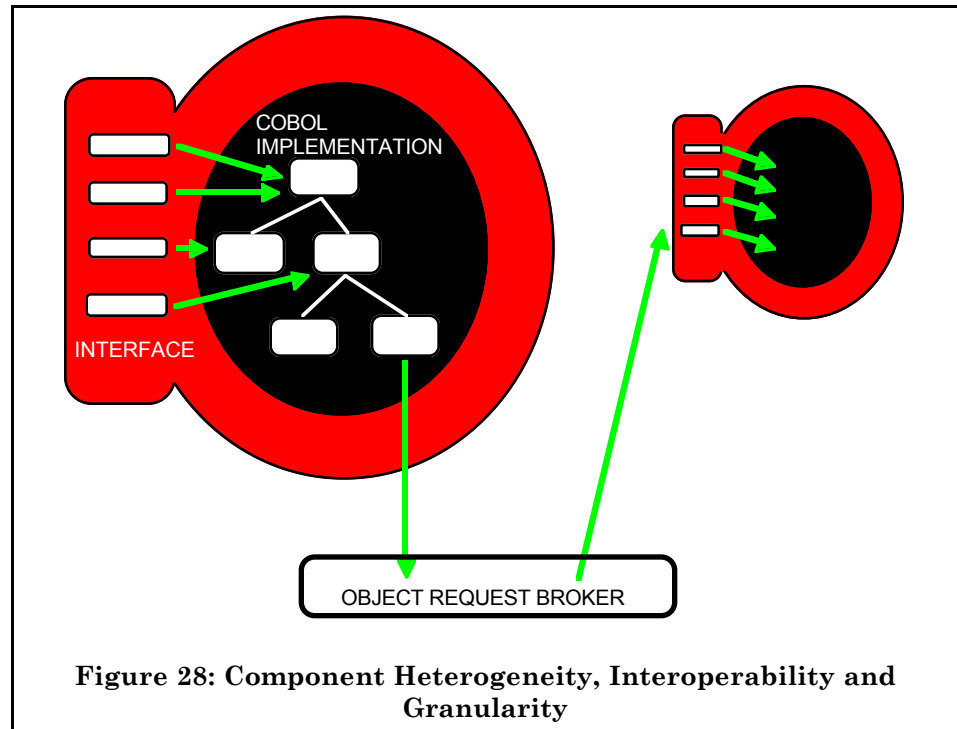 COBOL
IMPLEMENTATION
INTERFACE
OBJECT REQUEST BROKER
Figure 28: Component Heterogeneity, Interoperability and
Granularity